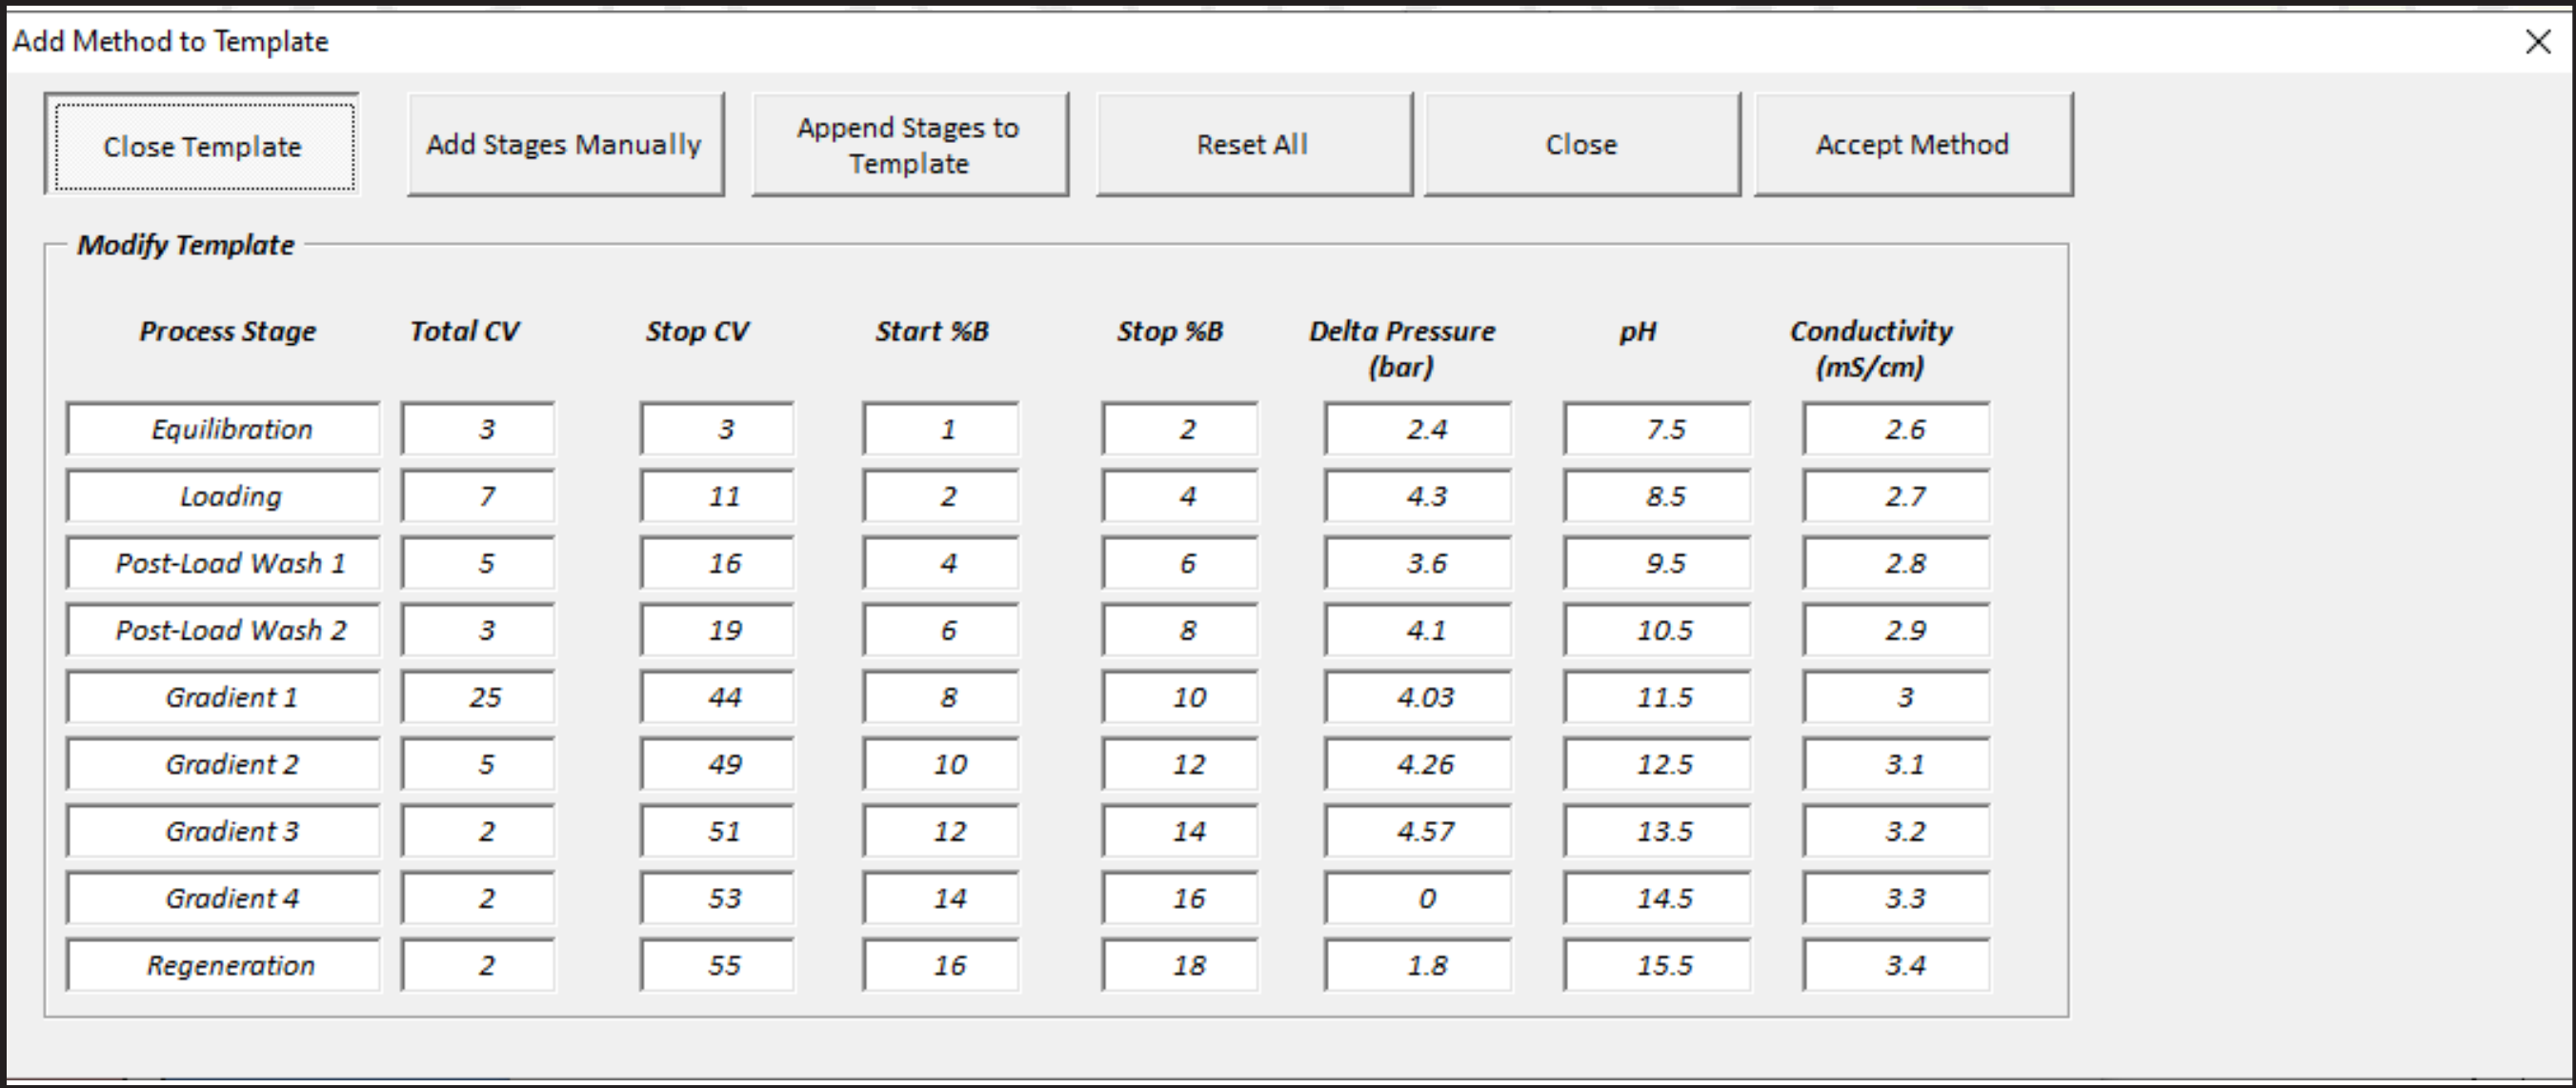 Add Method to Template
Close Template Add Stages Manually Append Stages to Template Reset All Close Accept Method
Modify Template
Process Stage Total CV Stop CV Start %B Stop %B Delta Pressure (bar) pH Conductivity (mS/cm)
Equilibration 3 3 1 2 2.4 7.5 2.6
Loading 7 11 2 4 4.3 8.5 2.7
Post-Load Wash 1 5 16 4 6 3.6 9.5 2.8
Post-Load Wash 2 3 19 6 8 4.1 10.5 2.9
Gradient 1 25 44 8 10 4.03 11.5 3
Gradient 2 5 49 10 12 4.26 12.5 3.1
Gradient 3 2 51 12 14 4.57 13.5 3.2
Gradient 4 2 53 14 16 0 14.5 3.3
Regeneration 2 55 16 18 1.8 15.5 3.4